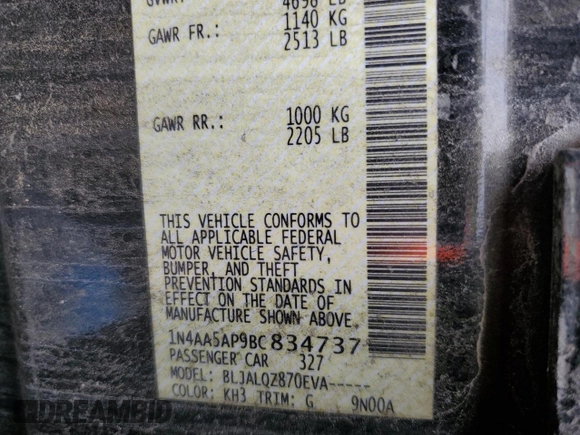 4698 LB
GAWR FR.: 1140 KG
2513 LB
GAWR RR.: 1000 KG
2205 LB
THIS VEHICLE CONFORMS TO
ALL APPLICABLE FEDERAL
MOTOR VEHICLE SAFETY,
BUMPER, AND THEFT
PREVENTION STANDARDS IN
EFFECT ON THE DATE OF
MANUFACTURE SHOWN ABOVE
1N4AA5AP9BC834737
PASSENGER CAR 327
MODEL: BLJALQZ870EVA-----
COLOR: KH3 TRIM: G 9N00A
DREAMBID